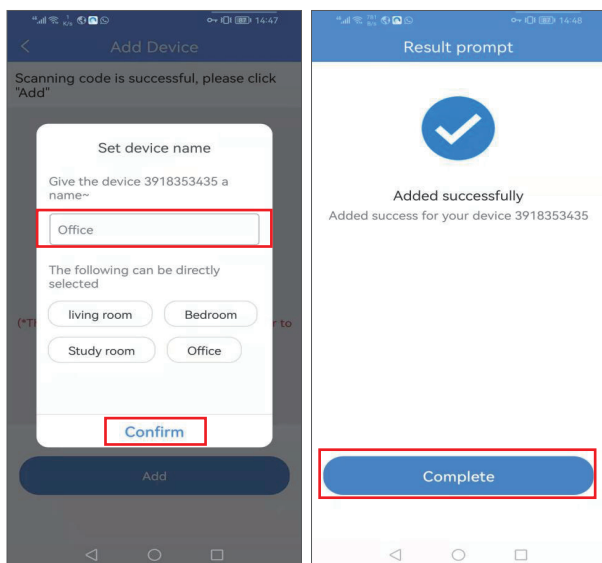 14:47
Add Device
Scanning code is successful, please click
"Add"
Set device name
Give the device 3918353435 a
name~
Office
The following can be directly
selected
living room
Bedroom
(*Th
r to
Study room
Office
Confirm
Add
14:48
Result prompt
Added successfully
Added success for your device 3918353435
Complete